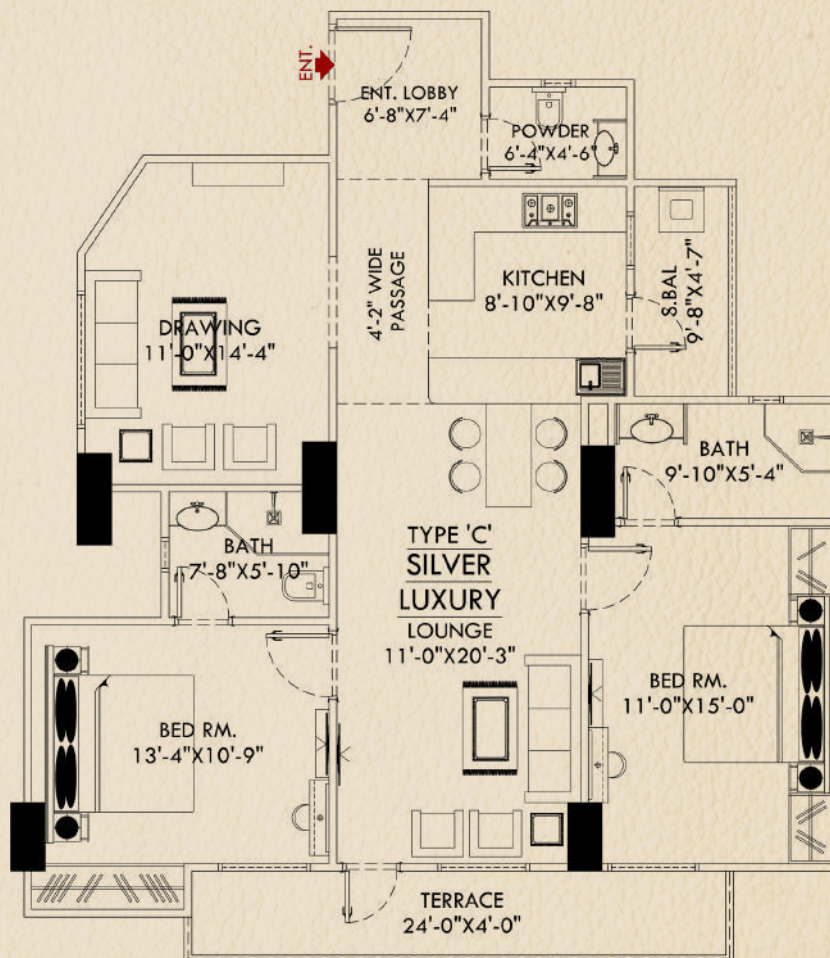 ENT.
ENT. LOBBY
6'-8"X7'-4"
POWDER
6'-4"X4'-6"
4'-2" WIDE
PASSAGE
KITCHEN
8'-10"X9'-8"
S.BAL
9'-8"X4'-7"
DRAWING
11'-0"X14'-4"
BATH
9'-10"X5'-4"
BATH
7'-8"X5'-10"
TYPE 'C'
SILVER
LUXURY
LOUNGE
11'-0"X20'-3"
BED RM.
13'-4"X10'-9"
BED RM.
11'-0"X15'-0"
TERRACE
24'-0"X4'-0"